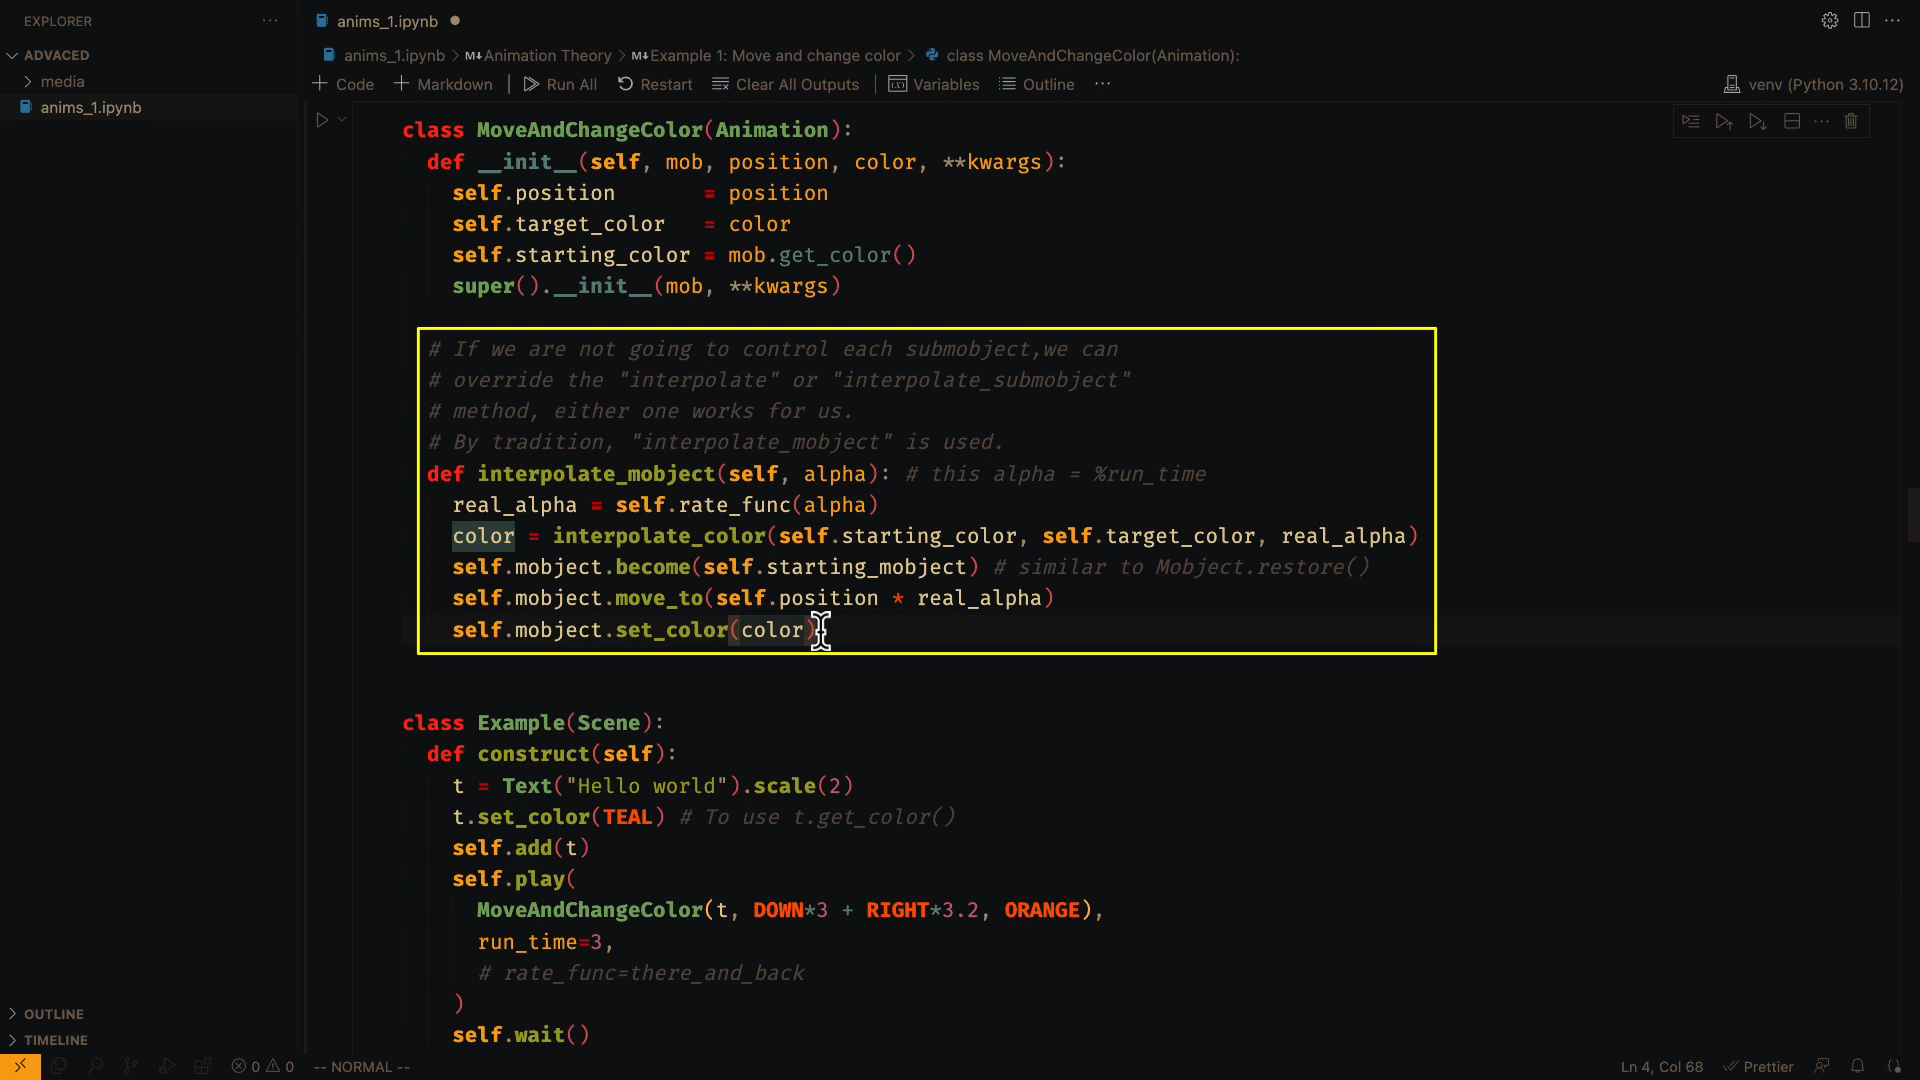 EXPLORER
ADVACED
media
anims_1.ipynb
anims_1.ipynb
anims_1.ipynb > M↓Animation Theory > M↓Example 1: Move and change color > class MoveAndChangeColor(Animation):
+ Code + Markdown Run All Restart Clear All Outputs Variables Outline ···
venv (Python 3.10.12)
class MoveAndChangeColor(Animation):
def __init__(self, mob, position, color, **kwargs):
self.position = position
self.target_color = color
self.starting_color = mob.get_color()
super().__init__(mob, **kwargs)
# If we are not going to control each submobject,we can
# override the "interpolate" or "interpolate_submobject"
# method, either one works for us.
# By tradition, "interpolate_mobject" is used.
def interpolate_mobject(self, alpha): # this alpha = %run_time
real_alpha = self.rate_func(alpha)
color = interpolate_color(self.starting_color, self.target_color, real_alpha)
self.mobject.become(self.starting_mobject) # similar to Mobject.restore()
self.mobject.move_to(self.position * real_alpha)
self.mobject.set_color(color)
class Example(Scene):
def construct(self):
t = Text("Hello world").scale(2)
t.set_color(TEAL) # To use t.get_color()
self.add(t)
self.play(
MoveAndChangeColor(t, DOWN*3 + RIGHT*3.2, ORANGE),
run_time=3,
# rate_func=there_and_back
)
self.wait()
OUTLINE
TIMELINE
0 0 -- NORMAL --
Ln 4, Col 68 Prettier